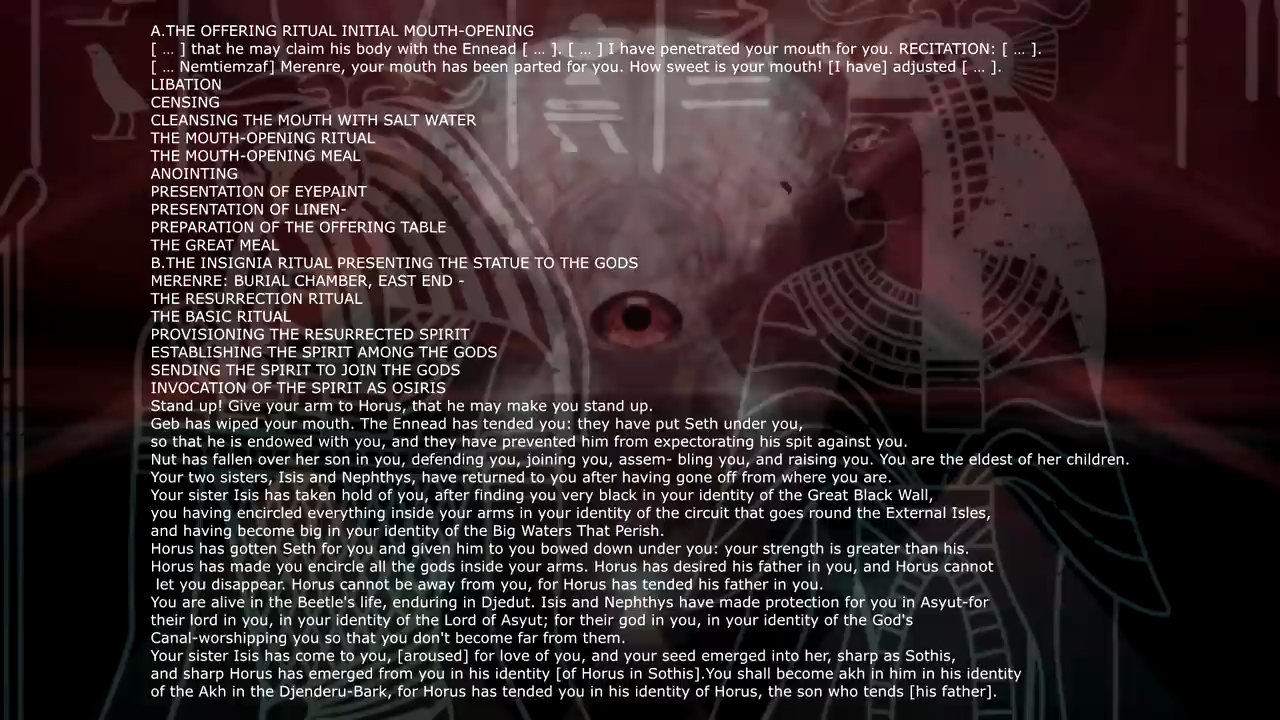 A.THE OFFERING RITUAL INITIAL MOUTH-OPENING
[ ... ] that he may claim his body with the Ennead [ ... ]. [ ... ] I have penetrated your mouth for you. RECITATION: [ ... ].
[ ... Nemtiemzaf] Merenre, your mouth has been parted for you. How sweet is your mouth! [I have] adjusted [ ... ].
LIBATION
CENSING
CLEANSING THE MOUTH WITH SALT WATER
THE MOUTH-OPENING RITUAL
THE MOUTH-OPENING MEAL
ANOINTING
PRESENTATION OF EYEPAINT
PRESENTATION OF LINEN-
PREPARATION OF THE OFFERING TABLE
THE GREAT MEAL
B.THE INSIGNIA RITUAL PRESENTING THE STATUE TO THE GODS
MERENRE: BURIAL CHAMBER, EAST END -
THE RESURRECTION RITUAL
THE BASIC RITUAL
PROVISIONING THE RESURRECTED SPIRIT
ESTABLISHING THE SPIRIT AMONG THE GODS
SENDING THE SPIRIT TO JOIN THE GODS
INVOCATION OF THE SPIRIT AS OSIRIS
Stand up! Give your arm to Horus, that he may make you stand up.
Geb has wiped your mouth. The Ennead has tended you: they have put Seth under you,
so that he is endowed with you, and they have prevented him from expectorating his spit against you.
Nut has fallen over her son in you, defending you, joining you, assem- bling you, and raising you. You are the eldest of her children.
Your two sisters, Isis and Nephthys, have returned to you after having gone off from where you are.
Your sister Isis has taken hold of you, after finding you very black in your identity of the Great Black Wall,
you having encircled everything inside your arms in your identity of the circuit that goes round the External Isles,
and having become big in your identity of the Big Waters That Perish.
Horus has gotten Seth for you and given him to you bowed down under you: your strength is greater than his.
Horus has made you encircle all the gods inside your arms. Horus has desired his father in you, and Horus cannot
let you disappear. Horus cannot be away from you, for Horus has tended his father in you.
You are alive in the Beetle's life, enduring in Djedut. Isis and Nephthys have made protection for you in Asyut-for
their lord in you, in your identity of the Lord of Asyut; for their god in you, in your identity of the God's
Canal-worshipping you so that you don't become far from them.
Your sister Isis has come to you, [aroused] for love of you, and your seed emerged into her, sharp as Sothis,
and sharp Horus has emerged from you in his identity [of Horus in Sothis].You shall become akh in him in his identity
of the Akh in the Djenderu-Bark, for Horus has tended you in his identity of Horus, the son who tends [his father].